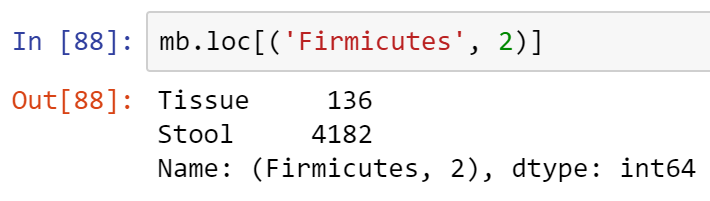 In [88]: mb.loc[('Firmicutes', 2)]
Out[88]: Tissue     136
Stool     4182
Name: (Firmicutes, 2), dtype: int64